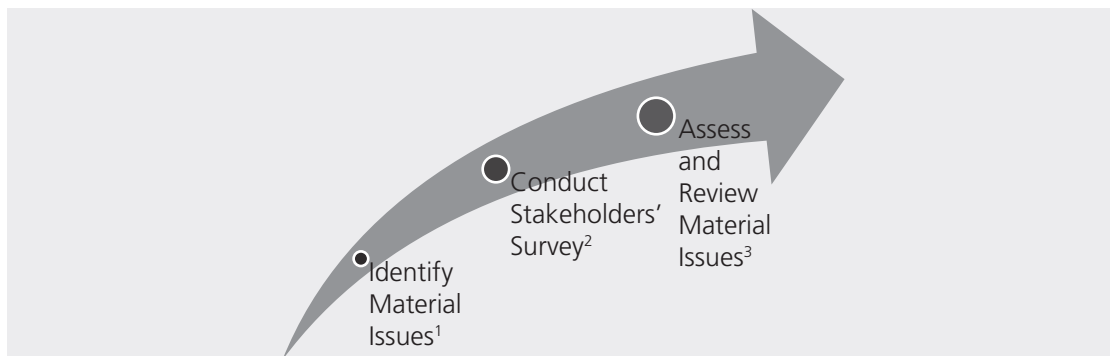 Identify
Material
Issues¹
Conduct
Stakeholders’
Survey²
Assess
and
Review
Material
Issues³